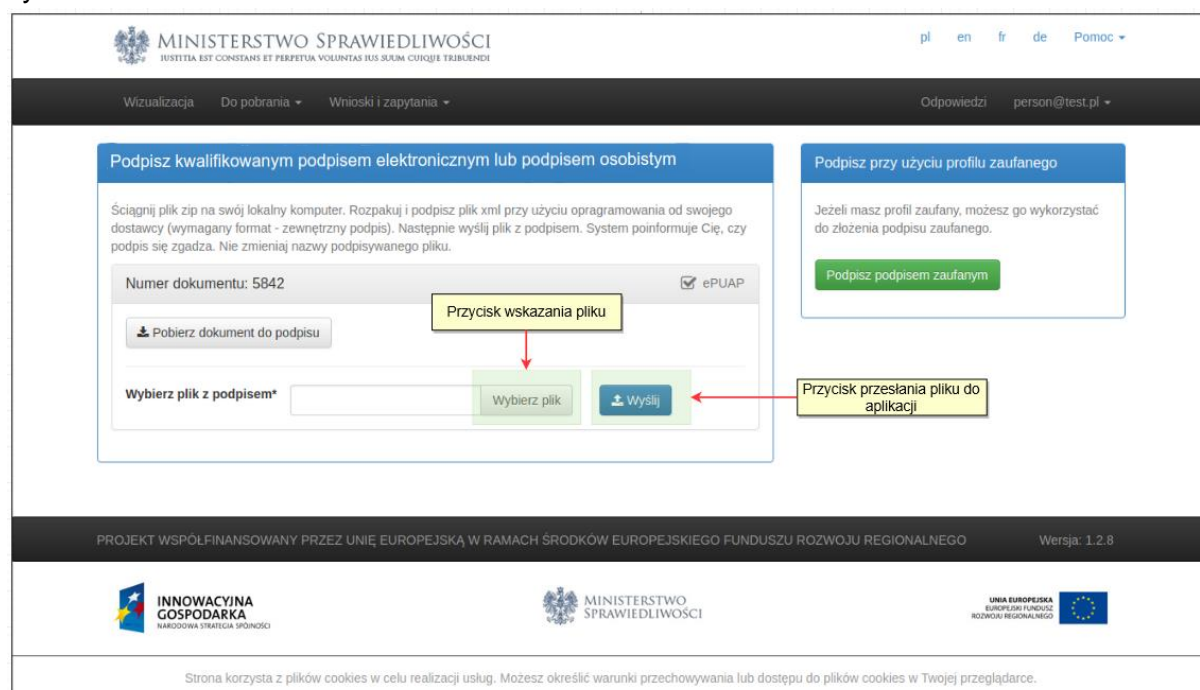 MINISTERSTWO SPRAWIEDLIWOŚCI
IUSTITIA EST CONSTANS ET PERPETUA VOLUNTAS IUS SUUM CUIQUE TRIBUENDI
pl en fr de Pomoc
Wizualizacja Do pobrania Wnioski i zapytania Odpowiedzi person@test.pl
Podpisz kwalifikowanym podpisem elektronicznym lub podpisem osobistym
Ściągnij plik zip na swój lokalny komputer. Rozpakuj i podpisz plik xml przy użyciu opragramowania od swojego
dostawcy (wymagany format - zewnętrzny podpis). Następnie wyślij plik z podpisem. System poinformuje Cię, czy
podpis się zgadza. Nie zmieniaj nazwy podpisywanego pliku.
Numer dokumentu: 5842 ePUAP
Przycisk wskazania pliku
Pobierz dokument do podpisu
Wybierz plik z podpisem* Wybierz plik Wyślij
Przycisk przesłania pliku do
aplikacji
Podpisz przy użyciu profilu zaufanego
Jeżeli masz profil zaufany, możesz go wykorzystać
do złożenia podpisu zaufanego.
Podpisz podpisem zaufanym
PROJEKT WSPÓŁFINANSOWANY PRZEZ UNIĘ EUROPEJSKĄ W RAMACH ŚRODKÓW EUROPEJSKIEGO FUNDUSZU ROZWOJU REGIONALNEGO Wersja: 1.2.8
INNOWACYJNA
GOSPODARKA
NARODOWA STRATEGIA SPÓJNOŚCI
MINISTERSTWO
SPRAWIEDLIWOŚCI
UNIA EUROPEJSKA
EUROPEJSKI FUNDUSZ
ROZWOJU REGIONALNEGO
Strona korzysta z plików cookies w celu realizacji usług. Możesz określić warunki przechowywania lub dostępu do plików cookies w Twojej przeglądarce.